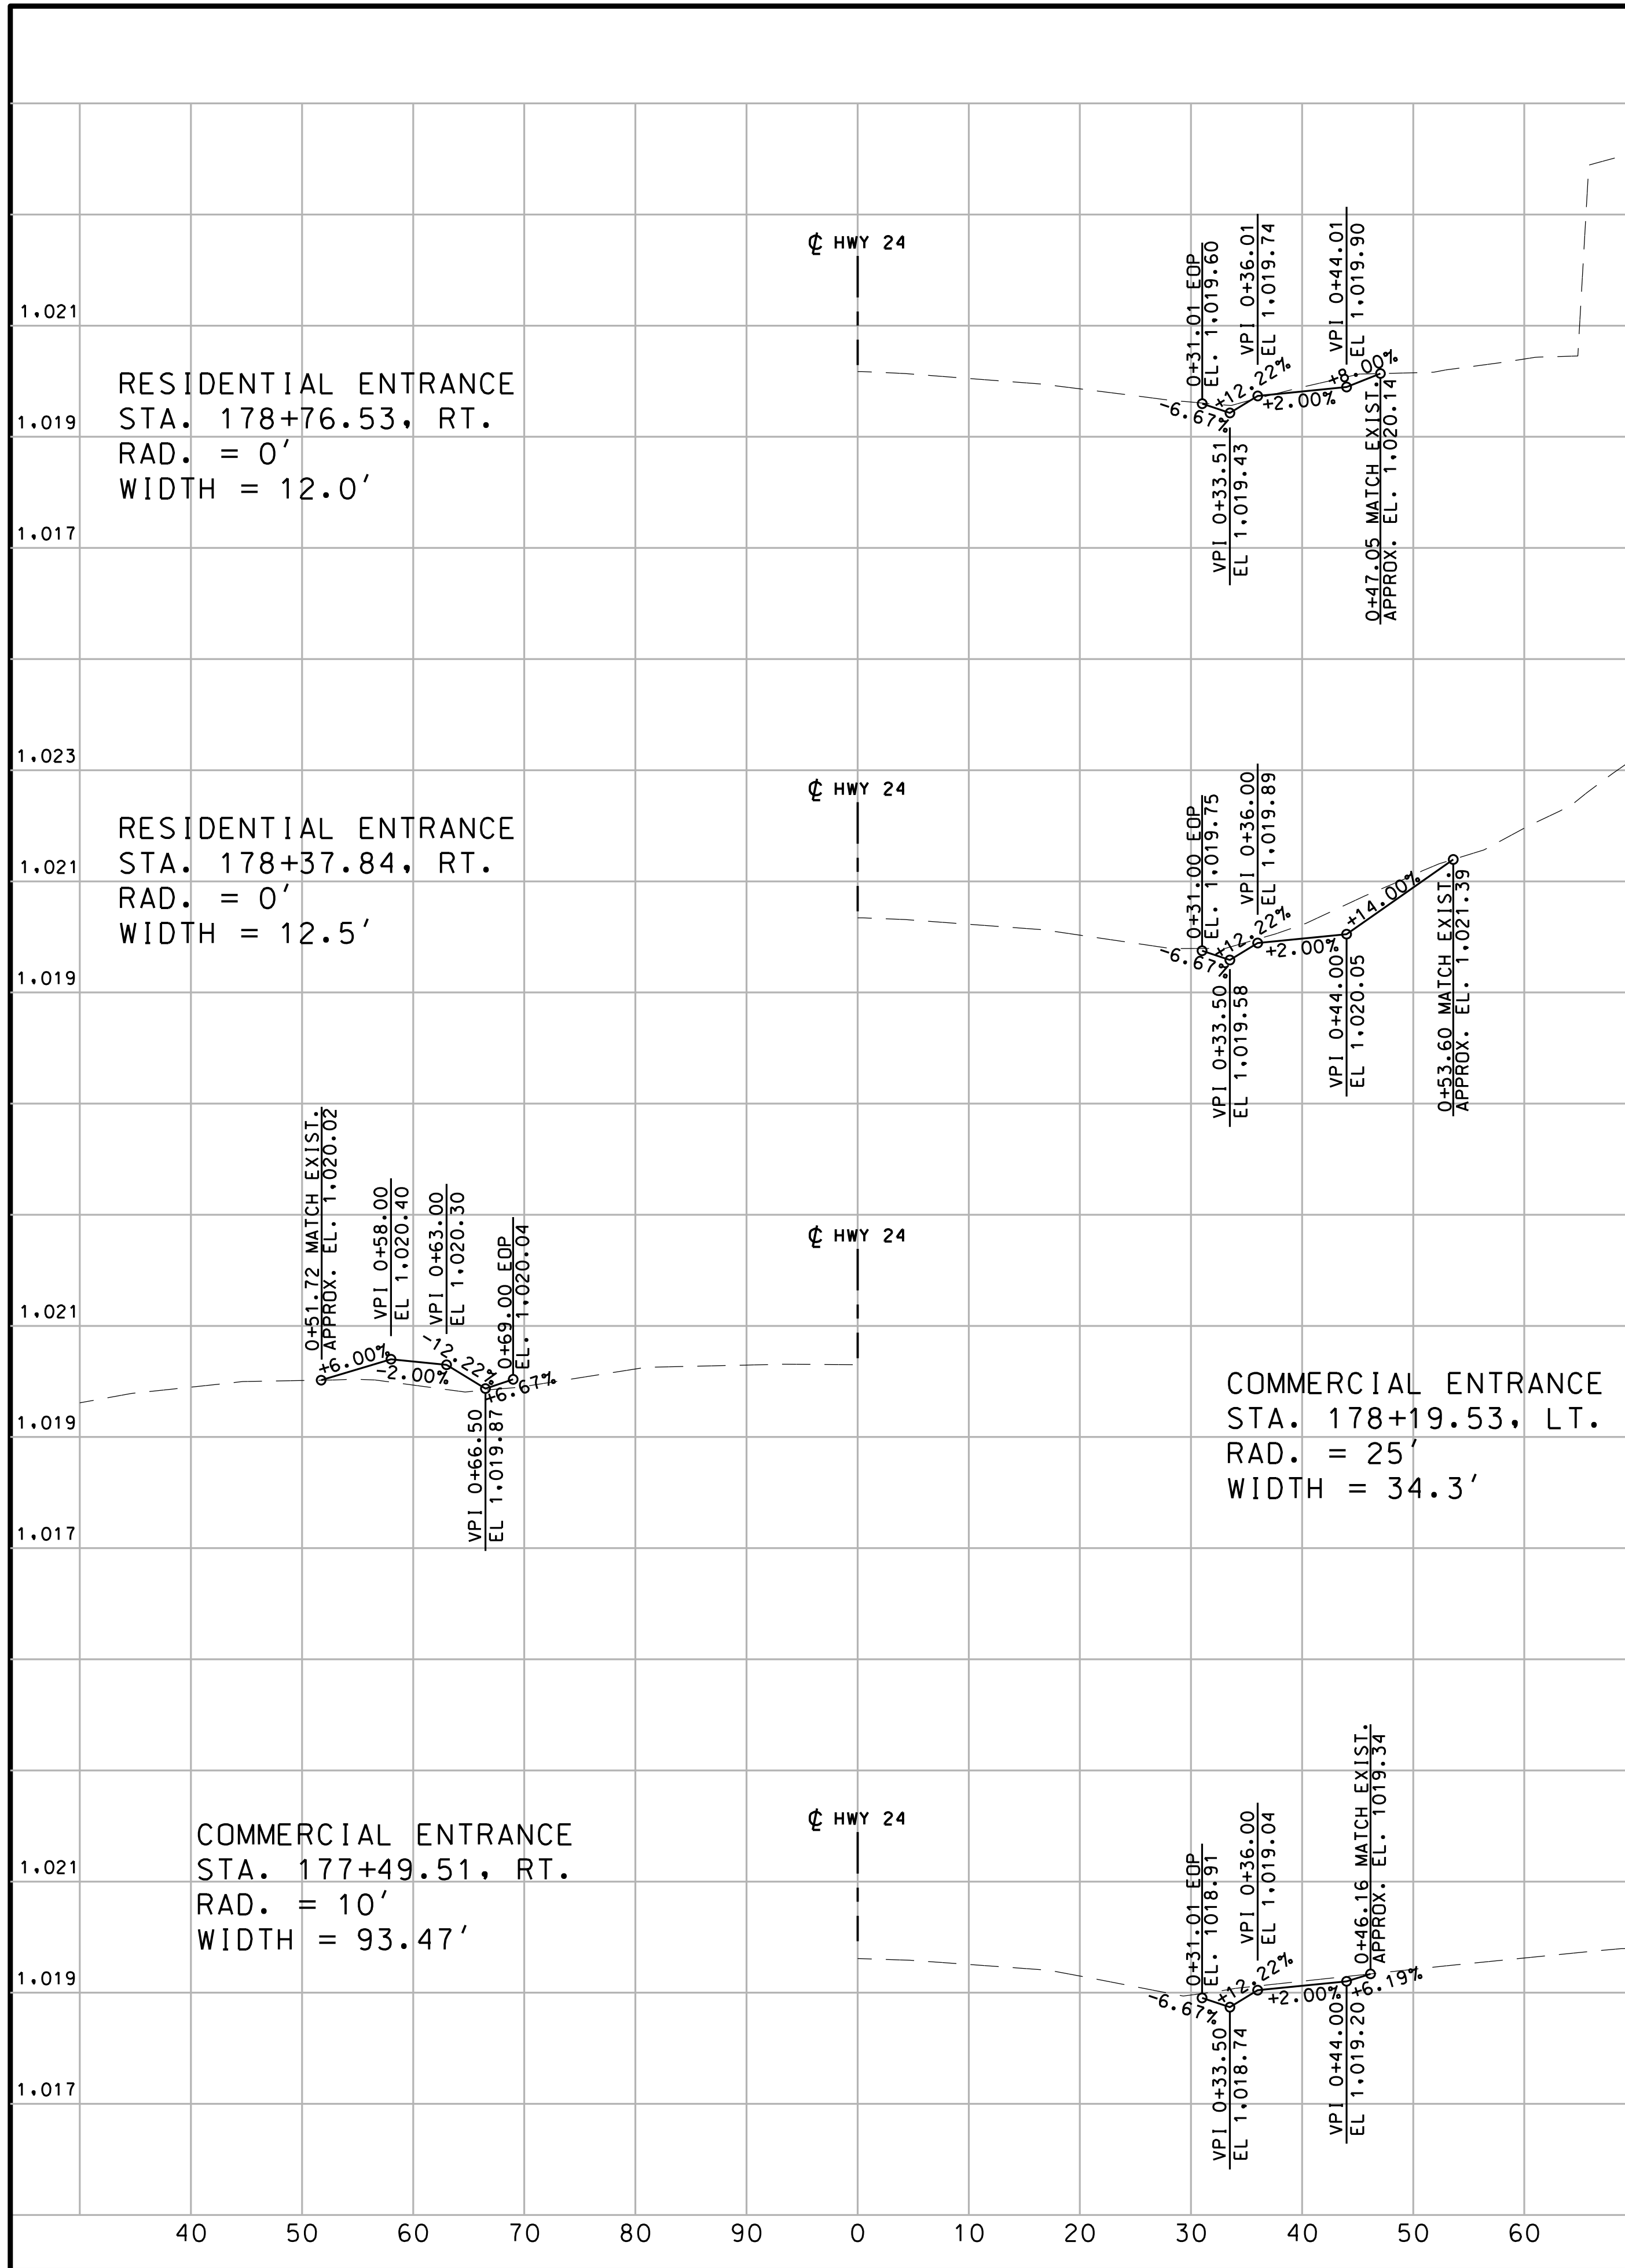 ℄ HWY 24
1,021
1,019
1,017
RESIDENTIAL ENTRANCE
STA. 178+76.53, RT.
RAD. = 0'
WIDTH = 12.0'
0+31.01 EOP
EL. 1,019.60
VPI 0+36.01
EL 1,019.74
VPI 0+44.01
EL 1,019.90
-6.67%
+12.22%
+2.00%
+8.00%
VPI 0+33.51
EL 1,019.43
0+47.05 MATCH EXIST.
APPROX. EL. 1,020.14
℄ HWY 24
1,023
1,021
1,019
RESIDENTIAL ENTRANCE
STA. 178+37.84, RT.
RAD. = 0'
WIDTH = 12.5'
0+31.00 EOP
EL. 1,019.75
VPI 0+36.00
EL 1,019.89
-6.67%
+12.22%
+2.00%
+14.00%
VPI 0+33.50
EL 1,019.58
VPI 0+44.00
EL 1,020.05
0+53.60 MATCH EXIST.
APPROX. EL. 1,021.39
℄ HWY 24
1,021
1,019
1,017
0+51.72 MATCH EXIST.
APPROX. EL. 1,020.02
VPI 0+58.00
EL 1,020.40
VPI 0+63.00
EL 1,020.30
0+69.00 EOP
EL. 1,020.04
+6.00%
-2.00%
-12.22%
+6.67%
VPI 0+66.50
EL 1,019.87
COMMERCIAL ENTRANCE
STA. 178+19.53, LT.
RAD. = 25'
WIDTH = 34.3'
℄ HWY 24
1,021
1,019
1,017
COMMERCIAL ENTRANCE
STA. 177+49.51, RT.
RAD. = 10'
WIDTH = 93.47'
0+31.01 EOP
EL. 1018.91
VPI 0+36.00
EL 1,019.04
0+46.16 MATCH EXIST.
APPROX. EL. 1019.34
-6.67%
+12.22%
+2.00%
+6.19%
VPI 0+33.50
EL 1,018.74
VPI 0+44.00
EL 1,019.20
40 50 60 70 80 90 0 10 20 30 40 50 60